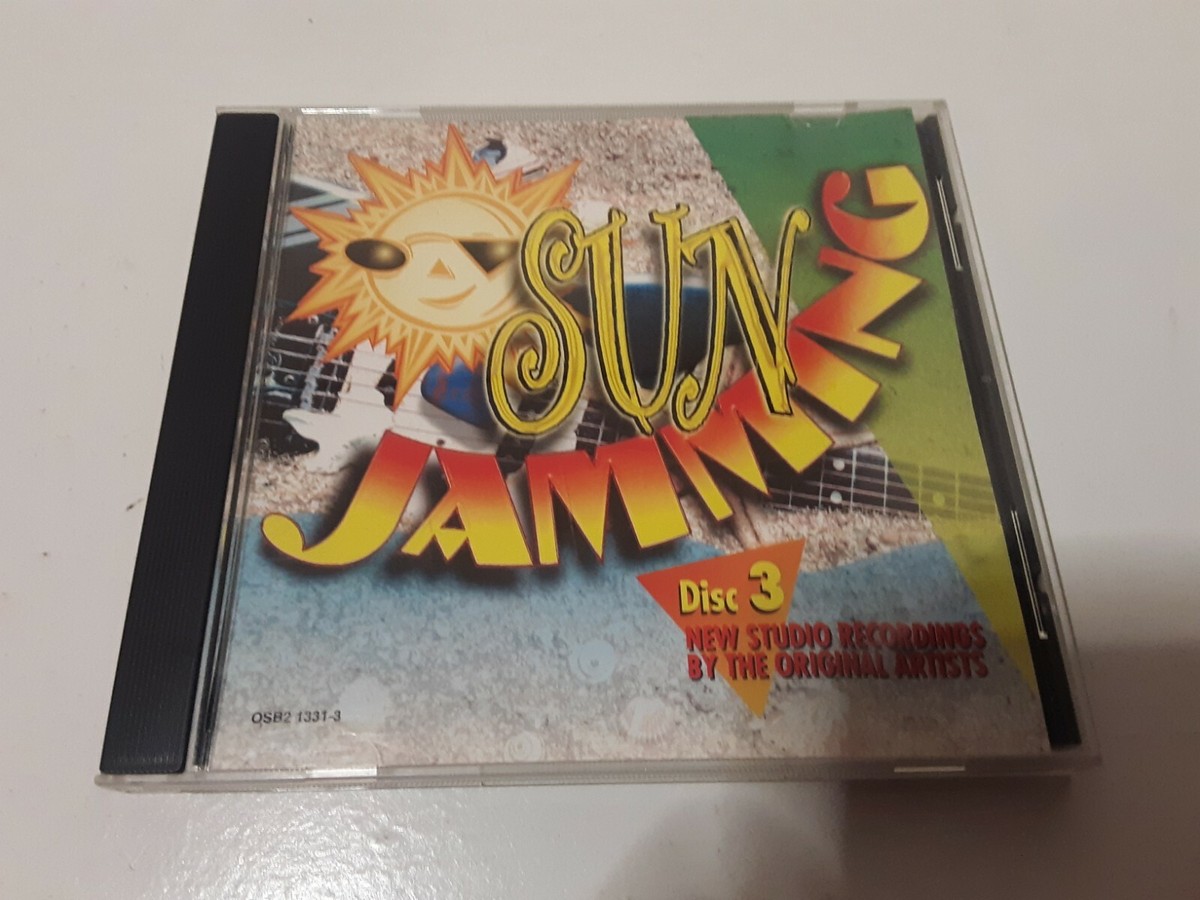 SUN
JAMMING
Disc 3
NEW STUDIO RECORDINGS
BY THE ORIGINAL ARTISTS
OSB2 1331-3